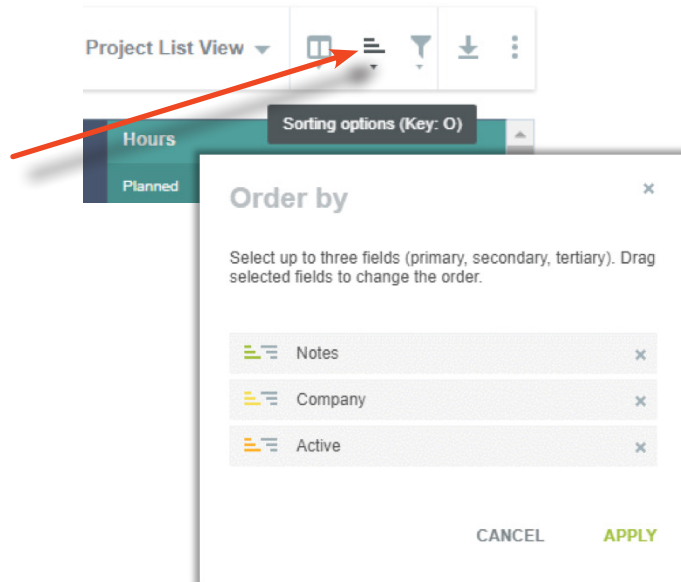 Project List View
Sorting options (Key: O)
Hours
Planned
Order by
Select up to three fields (primary, secondary, tertiary). Drag
selected fields to change the order.
Notes
Company
Active
CANCEL APPLY